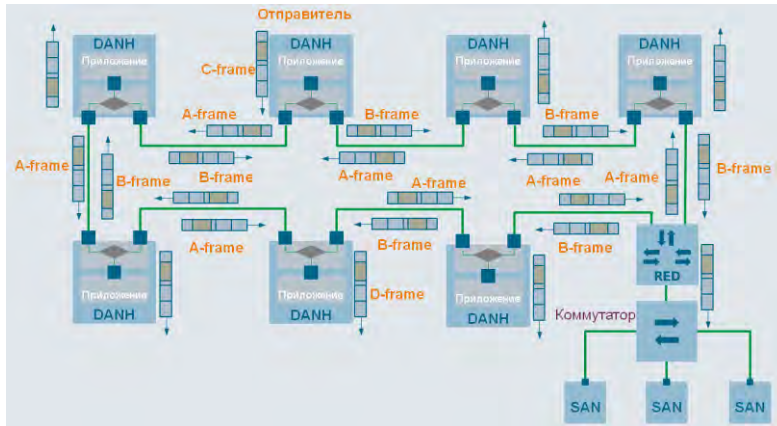 Отправитель
DANH
Приложение
DANH
Приложение
DANH
Приложение
DANH
Приложение
C-frame
A-frame
B-frame
B-frame
A-frame
B-frame
B-frame
A-frame
A-frame
A-frame
A-frame
B-frame
B-frame
A-frame
B-frame
B-frame
RED
Приложение
DANH
Приложение
DANH
D-frame
Приложение
DANH
Коммутатор
SAN
SAN
SAN